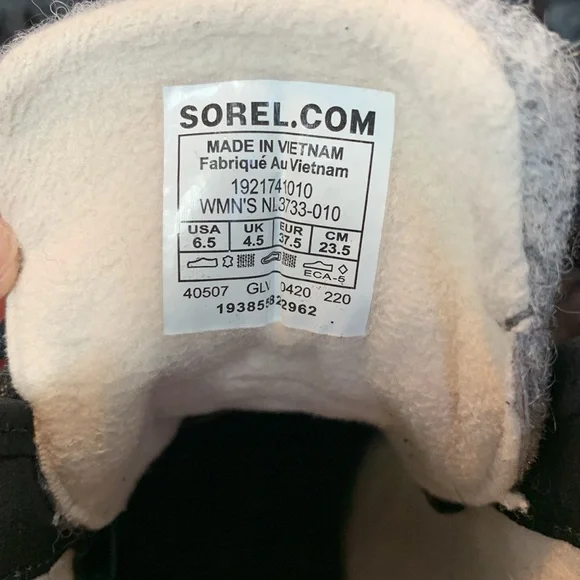 SOREL.COM
MADE IN VIETNAM
Fabriqué Au Vietnam
1921741010
WMN'S NL3733-010
USA UK EUR CM
6.5 4.5 37.5 23.5
ECA-5
40507 0420 220